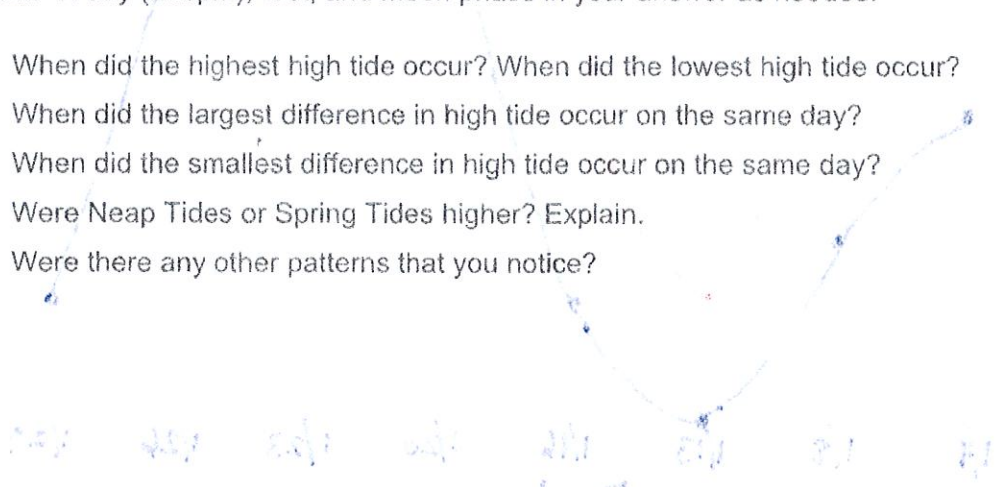 When did the highest high tide occur? When did the lowest high tide occur?
When did the largest difference in high tide occur on the same day?
When did the smallest difference in high tide occur on the same day?
Were Neap Tides or Spring Tides higher? Explain.
Were there any other patterns that you notice?